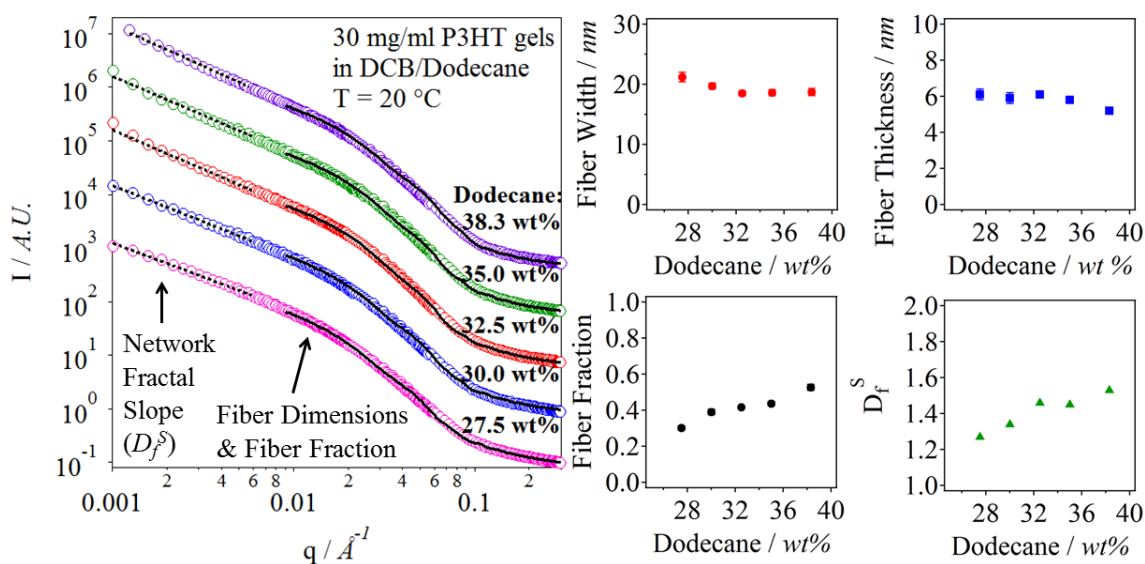 30 mg/ml P3HT gels
in DCB/Dodecane
T = 20 °C
Dodecane:
38.3 wt%
35.0 wt%
32.5 wt%
30.0 wt%
27.5 wt%
Network
Fractal
Slope
(D_f^S)
Fiber Dimensions
& Fiber Fraction
I / A.U.
10^7
10^6
10^5
10^4
10^3
10^2
10^1
10^0
10^-1
0.001
2
4
6
8
0.01
2
4
6
8
0.1
2
q / Å^-1
Fiber Width / nm
30
20
10
0
28
32
36
40
Dodecane / wt%
Fiber Thickness / nm
10
8
6
4
2
0
28
32
36
40
Dodecane / wt %
Fiber Fraction
1.0
0.8
0.6
0.4
0.2
0.0
28
32
36
40
Dodecane / wt%
D_f^S
2.0
1.8
1.6
1.4
1.2
1.0
28
32
36
40
Dodecane / wt%